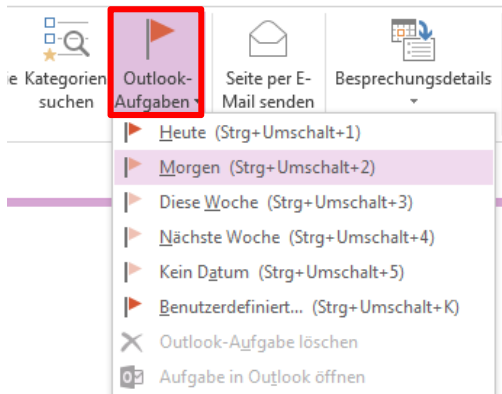 e Kategorien
suchen
Outlook-
Aufgaben
Seite per E-
Mail senden
Besprechungsdetails
Heute (Strg+Umschalt+1)
Morgen (Strg+Umschalt+2)
Diese Woche (Strg+Umschalt+3)
Nächste Woche (Strg+Umschalt+4)
Kein Datum (Strg+Umschalt+5)
Benutzerdefiniert... (Strg+Umschalt+K)
Outlook-Aufgabe löschen
Aufgabe in Outlook öffnen